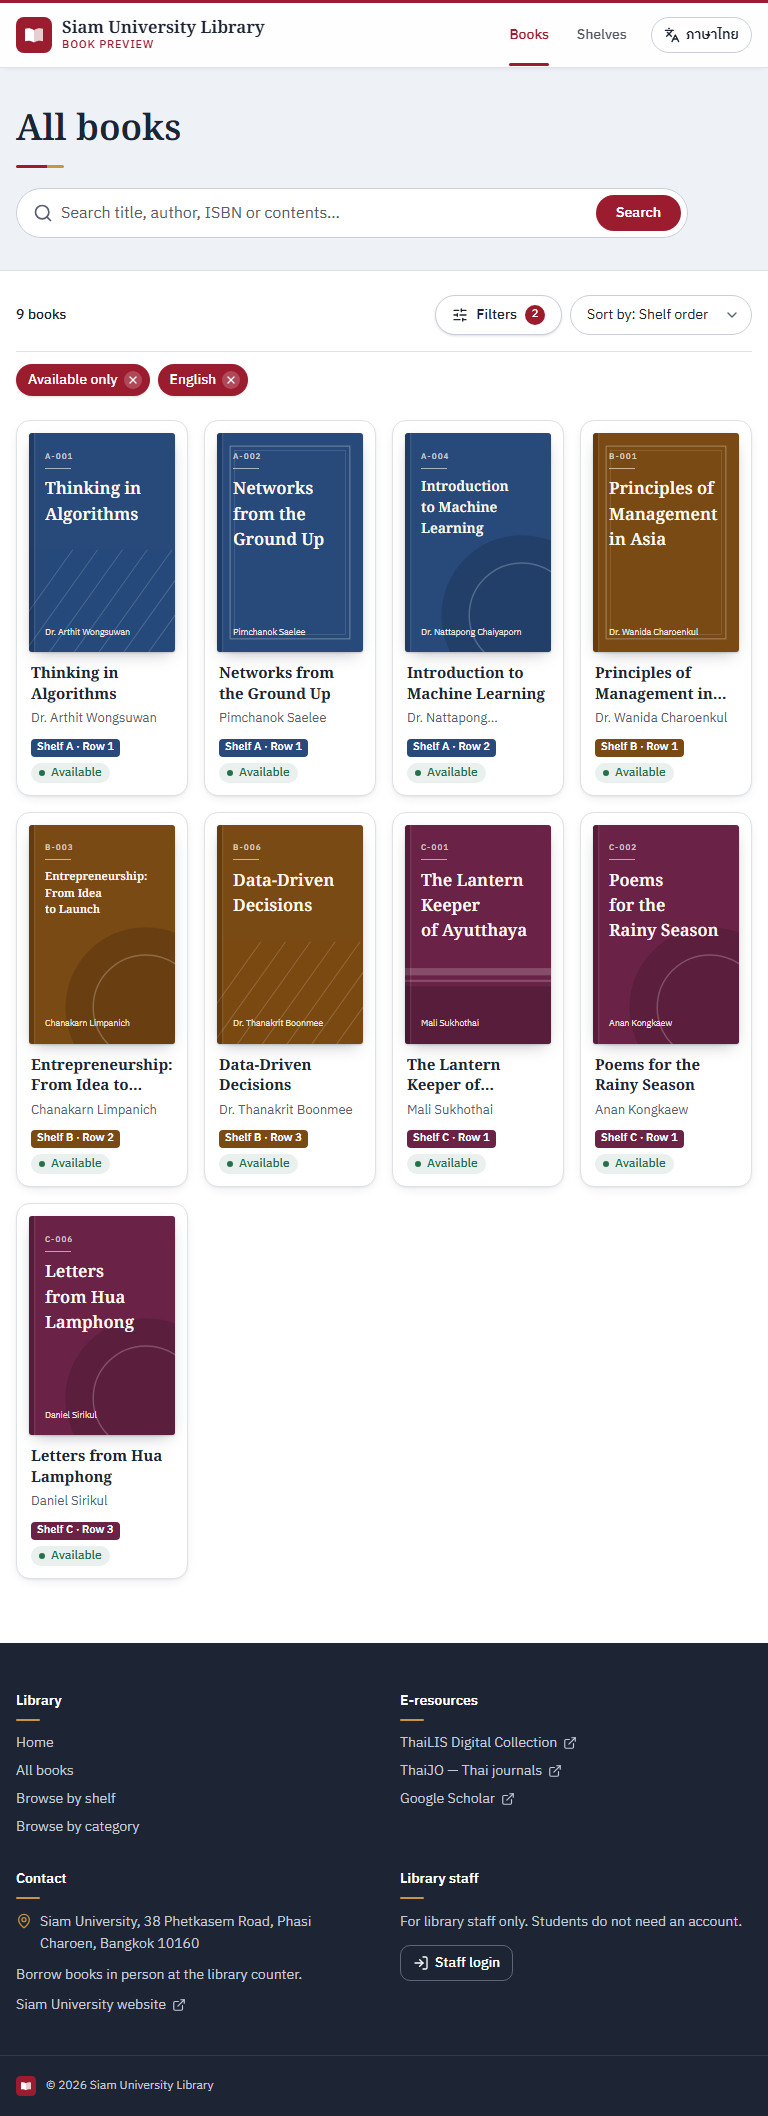 Siam University Library
BOOK PREVIEW
Books
Shelves
ภาษาไทย
All books
Search title, author, ISBN or contents...
Search
9 books
Filters 2
Sort by: Shelf order
Available only
English
A-001
Thinking in
Algorithms
Dr. Arthit Wongsuwan
Thinking in
Algorithms
Dr. Arthit Wongsuwan
Shelf A · Row 1
Available
A-002
Networks
from the
Ground Up
Pimchanok Saelee
Networks from
the Ground Up
Pimchanok Saelee
Shelf A · Row 1
Available
A-004
Introduction
to Machine
Learning
Dr. Nattapong Chaiyaporn
Introduction to
Machine Learning
Dr. Nattapong...
Shelf A · Row 2
Available
B-001
Principles of
Management
in Asia
Dr. Wanida Charoenkul
Principles of
Management in...
Dr. Wanida Charoenkul
Shelf B · Row 1
Available
B-003
Entrepreneurship:
From Idea
to Launch
Chanakarn Limpanich
Entrepreneurship:
From Idea to...
Chanakarn Limpanich
Shelf B · Row 2
Available
B-006
Data-Driven
Decisions
Dr. Thanakrit Boonmee
Data-Driven
Decisions
Dr. Thanakrit Boonmee
Shelf B · Row 3
Available
C-001
The Lantern
Keeper
of Ayutthaya
Mali Sukhothai
The Lantern
Keeper of...
Mali Sukhothai
Shelf C · Row 1
Available
C-002
Poems
for the
Rainy Season
Anan Kongkaew
Poems for the
Rainy Season
Anan Kongkaew
Shelf C · Row 1
Available
C-006
Letters
from Hua
Lamphong
Daniel Sirikul
Letters from Hua
Lamphong
Daniel Sirikul
Shelf C · Row 3
Available
Library
Home
All books
Browse by shelf
Browse by category
E-resources
ThaiLIS Digital Collection
ThaiJO — Thai journals
Google Scholar
Contact
Siam University, 38 Phetkasem Road, Phasi
Charoen, Bangkok 10160
Borrow books in person at the library counter.
Siam University website
Library staff
For library staff only. Students do not need an account.
Staff login
© 2026 Siam University Library